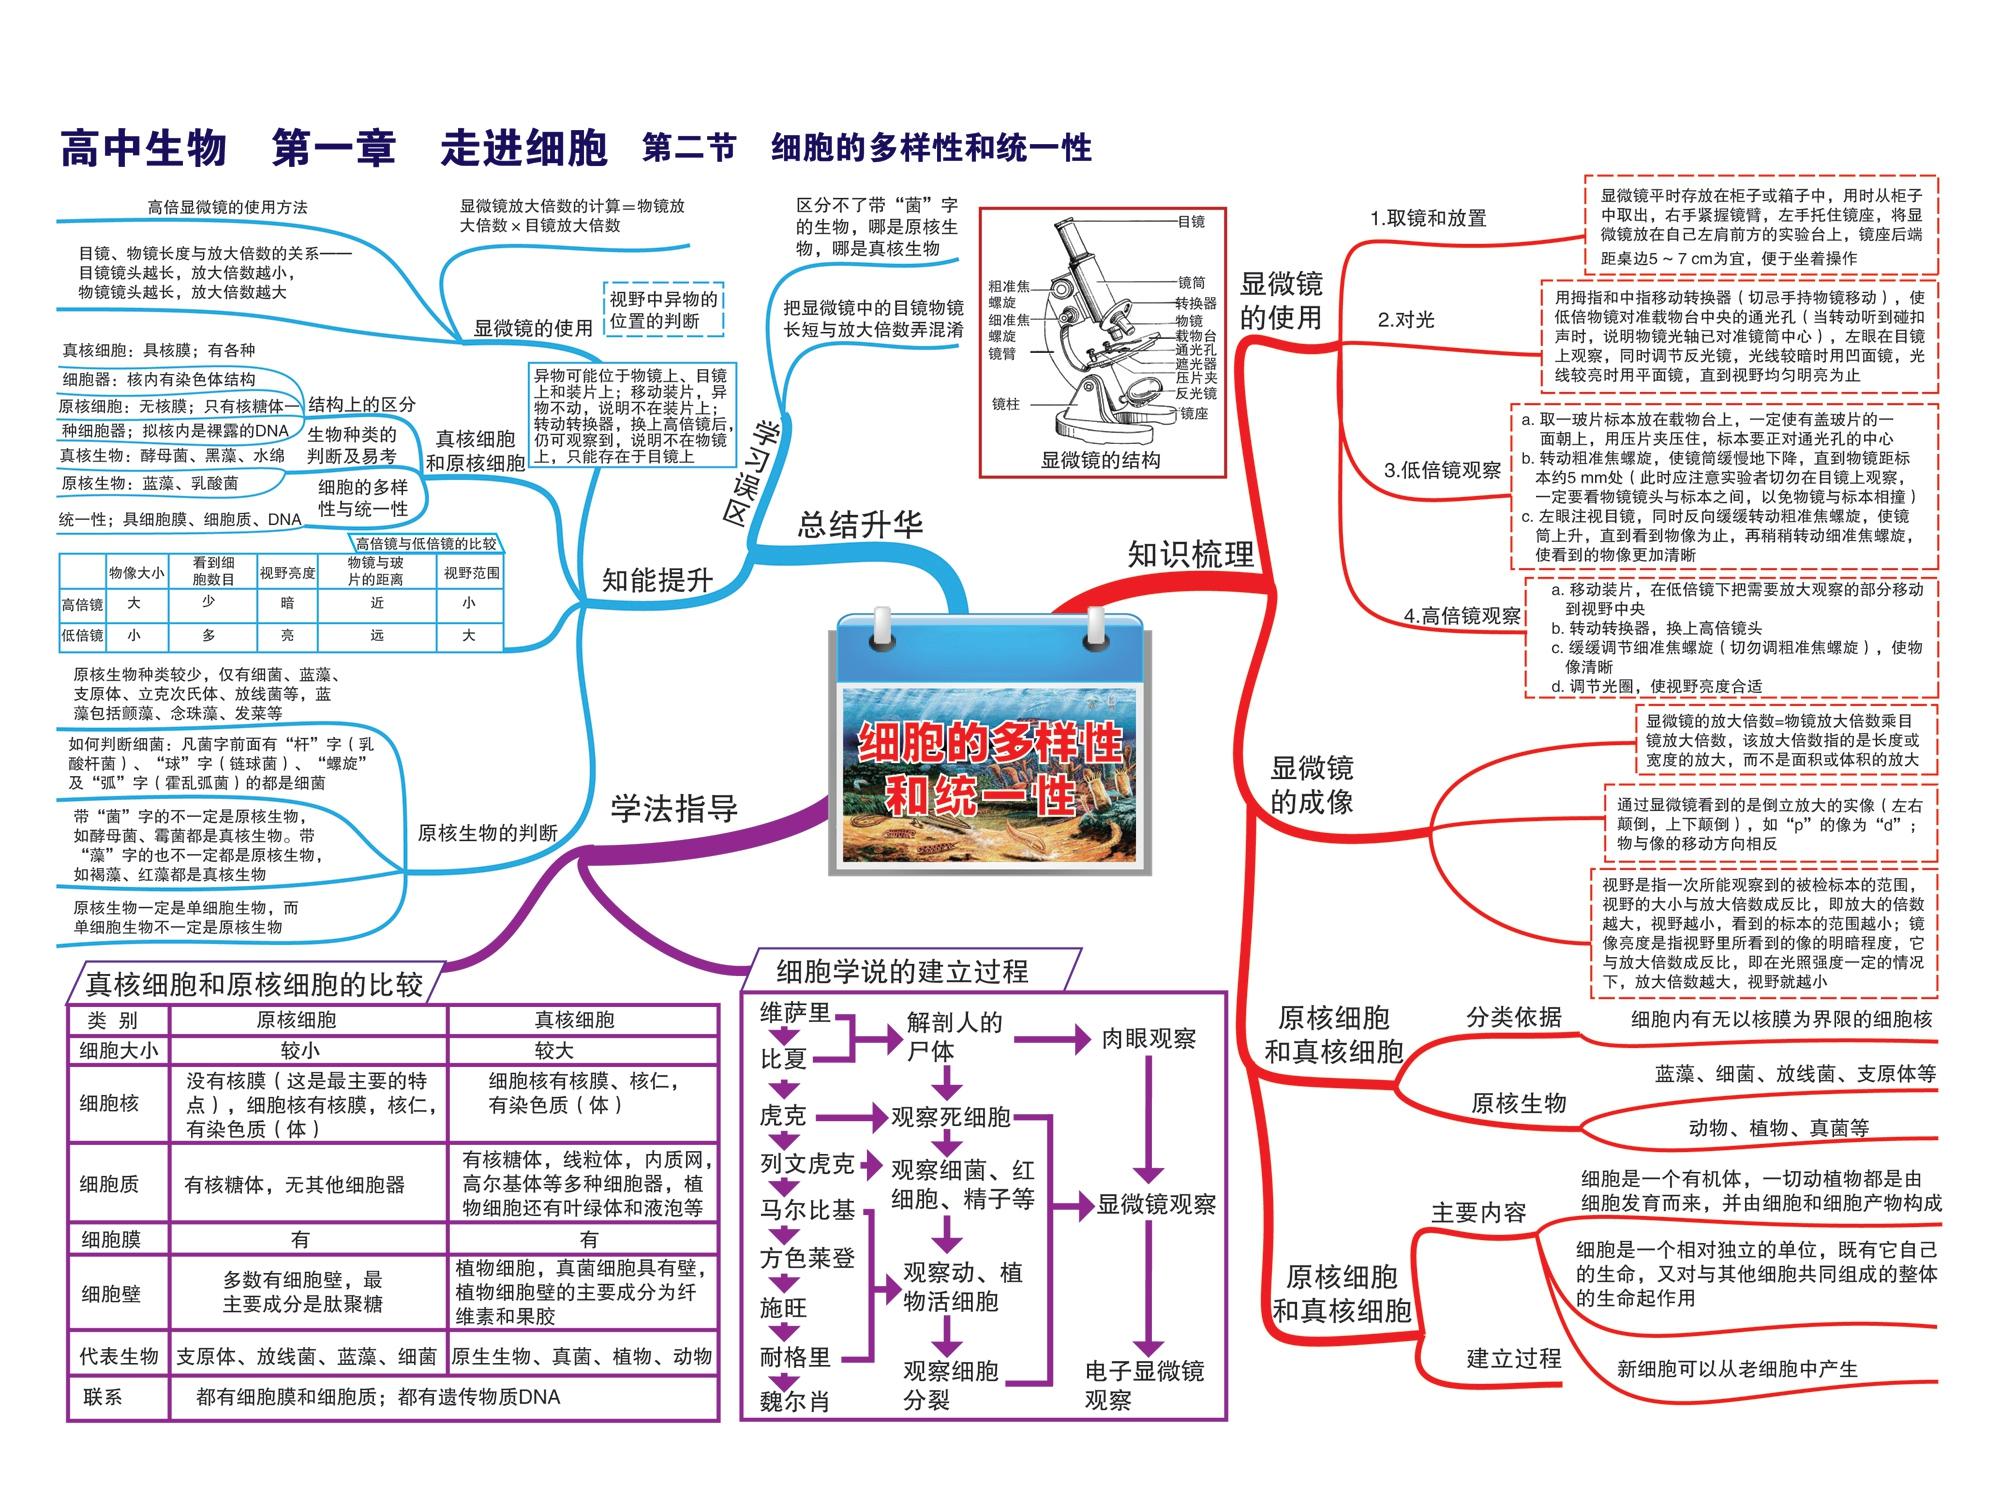 高中生物 第一章 走进细胞 第二节 细胞的多样性和统一性
高倍显微镜的使用方法
目镜、物镜长度与放大倍数的关系——
目镜镜头越长，放大倍数越小，
物镜镜头越长，放大倍数越大
显微镜放大倍数的计算＝物镜放
大倍数×目镜放大倍数
显微镜的使用
视野中异物的
位置的判断
异物可能位于物镜上、目镜
上和装片上；移动装片，异
物不动，说明不在装片上；
转动转换器，换上高倍镜后，
仍可观察到，说明不在物镜
上，只能存在于目镜上
区分不了带“菌”字
的生物，哪是原核生
物，哪是真核生物
把显微镜中的目镜物镜
长短与放大倍数弄混淆
学习误区
总结升华
真核细胞：具核膜；有各种
细胞器：核内有染色体结构
原核细胞：无核膜；只有核糖体一
种细胞器；拟核内是裸露的DNA
真核生物：酵母菌、黑藻、水绵
原核生物：蓝藻、乳酸菌
统一性；具细胞膜、细胞质、DNA
结构上的区分
生物种类的
判断及易考
细胞的多样
性与统一性
真核细胞
和原核细胞
高倍镜与低倍镜的比较
物像大小 看到细胞数目 视野亮度 物镜与玻片的距离 视野范围
高倍镜 大 少 暗 近 小
低倍镜 小 多 亮 远 大
知能提升
原核生物种类较少，仅有细菌、蓝藻、
支原体、立克次氏体、放线菌等，蓝
藻包括颤藻、念珠藻、发菜等
如何判断细菌：凡菌字前面有“杆”字（乳
酸杆菌）、“球”字（链球菌）、“螺旋”
及“弧”字（霍乱弧菌）的都是细菌
带“菌”字的不一定是原核生物，
如酵母菌、霉菌都是真核生物。带
“藻”字的也不一定都是原核生物，
如褐藻、红藻都是真核生物
原核生物一定是单细胞生物，而
单细胞生物不一定是原核生物
原核生物的判断
学法指导
细胞的多样性
和统一性
目镜
镜筒
转换器
物镜
载物台
通光孔
遮光器
压片夹
反光镜
镜座
粗准焦
螺旋
细准焦
螺旋
镜臂
镜柱
显微镜的结构
知识梳理
显微镜
的使用
1.取镜和放置
显微镜平时存放在柜子或箱子中，用时从柜子
中取出，右手紧握镜臂，左手托住镜座，将显
微镜放在自己左肩前方的实验台上，镜座后端
距桌边5～7 cm为宜，便于坐着操作
2.对光
用拇指和中指移动转换器（切忌手持物镜移动），使
低倍物镜对准载物台中央的通光孔（当转动听到碰扣
声时，说明物镜光轴已对准镜筒中心），左眼在目镜
上观察，同时调节反光镜，光线较暗时用凹面镜，光
线较亮时用平面镜，直到视野均匀明亮为止
3.低倍镜观察
a. 取一玻片标本放在载物台上，一定使有盖玻片的一
面朝上，用压片夹压住，标本要正对通光孔的中心
b. 转动粗准焦螺旋，使镜筒缓慢地下降，直到物镜距标
本约5 mm处（此时应注意实验者切勿在目镜上观察，
一定要看物镜镜头与标本之间，以免物镜与标本相撞）
c. 左眼注视目镜，同时反向缓缓转动粗准焦螺旋，使镜
筒上升，直到看到物像为止，再稍稍转动细准焦螺旋，
使看到的物像更加清晰
4.高倍镜观察
a. 移动装片，在低倍镜下把需要放大观察的部分移动
到视野中央
b. 转动转换器，换上高倍镜头
c. 缓缓调节细准焦螺旋（切勿调粗准焦螺旋），使物
像清晰
d. 调节光圈，使视野亮度合适
显微镜
的成像
显微镜的放大倍数=物镜放大倍数乘目
镜放大倍数，该放大倍数指的是长度或
宽度的放大，而不是面积或体积的放大
通过显微镜看到的是倒立放大的实像（左右
颠倒，上下颠倒），如“p”的像为“d”；
物与像的移动方向相反
视野是指一次所能观察到的被检标本的范围，
视野的大小与放大倍数成反比，即放大的倍数
越大，视野越小，看到的标本的范围越小；镜
像亮度是指视野里所看到的像的明暗程度，它
与放大倍数成反比，即在光照强度一定的情况
下，放大倍数越大，视野就越小
原核细胞
和真核细胞
分类依据
细胞内有无以核膜为界限的细胞核
原核生物
蓝藻、细菌、放线菌、支原体等
动物、植物、真菌等
原核细胞
和真核细胞
主要内容
细胞是一个有机体，一切动植物都是由
细胞发育而来，并由细胞和细胞产物构成
细胞是一个相对独立的单位，既有它自己
的生命，又对与其他细胞共同组成的整体
的生命起作用
新细胞可以从老细胞中产生
建立过程
真核细胞和原核细胞的比较
类 别 原核细胞 真核细胞
细胞大小 较小 较大
细胞核
没有核膜（这是最主要的特
点），细胞核有核膜，核仁，
有染色质（体）
细胞核有核膜、核仁，
有染色质（体）
细胞质
有核糖体，无其他细胞器
有核糖体，线粒体，内质网，
高尔基体等多种细胞器，植
物细胞还有叶绿体和液泡等
细胞膜 有 有
细胞壁
多数有细胞壁，最
主要成分是肽聚糖
植物细胞，真菌细胞具有壁，
植物细胞壁的主要成分为纤
维素和果胶
代表生物 支原体、放线菌、蓝藻、细菌 原生生物、真菌、植物、动物
联系 都有细胞膜和细胞质；都有遗传物质DNA
细胞学说的建立过程
维萨里
比夏
虎克
列文虎克
马尔比基
方色莱登
施旺
耐格里
魏尔肖
解剖人的
尸体
观察死细胞
观察细菌、红
细胞、精子等
观察动、植
物活细胞
观察细胞
分裂
肉眼观察
显微镜观察
电子显微镜
观察